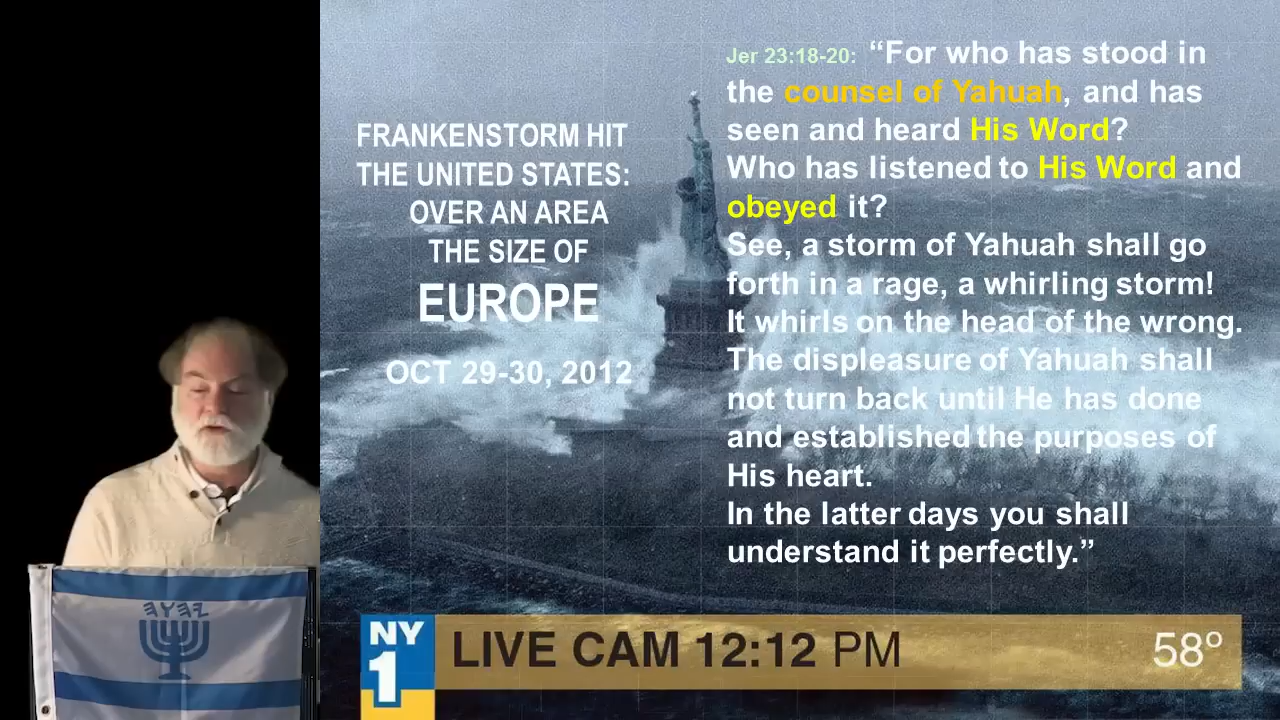 FRANKENSTORM HIT
THE UNITED STATES:
OVER AN AREA
THE SIZE OF
EUROPE
OCT 29-30, 2012
Jer 23:18-20: “For who has stood in
the counsel of Yahuah, and has
seen and heard His Word?
Who has listened to His Word and
obeyed it?
See, a storm of Yahuah shall go
forth in a rage, a whirling storm!
It whirls on the head of the wrong.
The displeasure of Yahuah shall
not turn back until He has done
and established the purposes of
His heart.
In the latter days you shall
understand it perfectly.”
NY
1
LIVE CAM 12:12 PM
58º